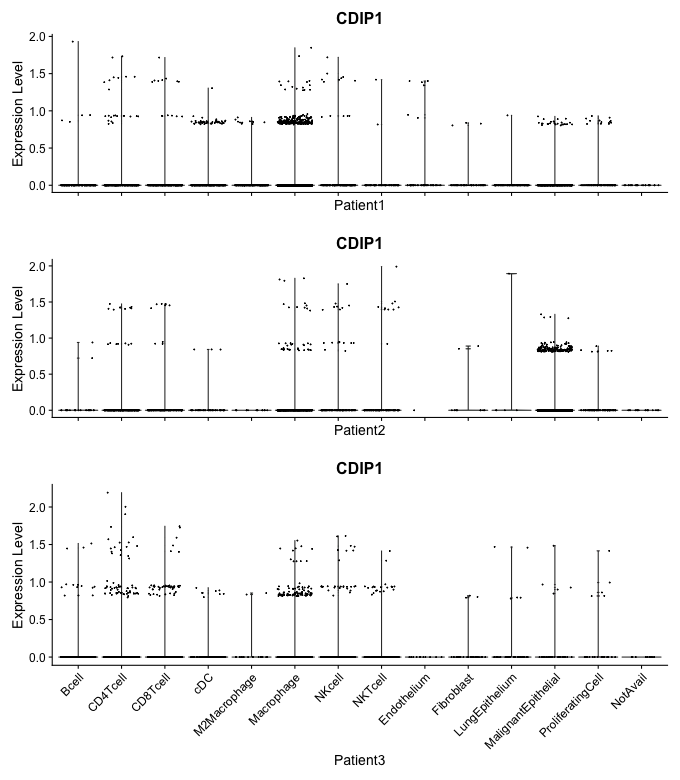 CDIP1
Expression Level
2.0
1.5
1.0
0.5
0.0
Patient1
CDIP1
Expression Level
2.0
1.5
1.0
0.5
0.0
Patient2
CDIP1
Expression Level
2.0
1.5
1.0
0.5
0.0
Bcell
CD4Tcell
CD8Tcell
cDC
M2Macrophage
Macrophage
NKcell
NKTcell
Endothelium
Fibroblast
LungEpithelium
MalignantEpithelial
ProliferatingCell
NotAvail
Patient3